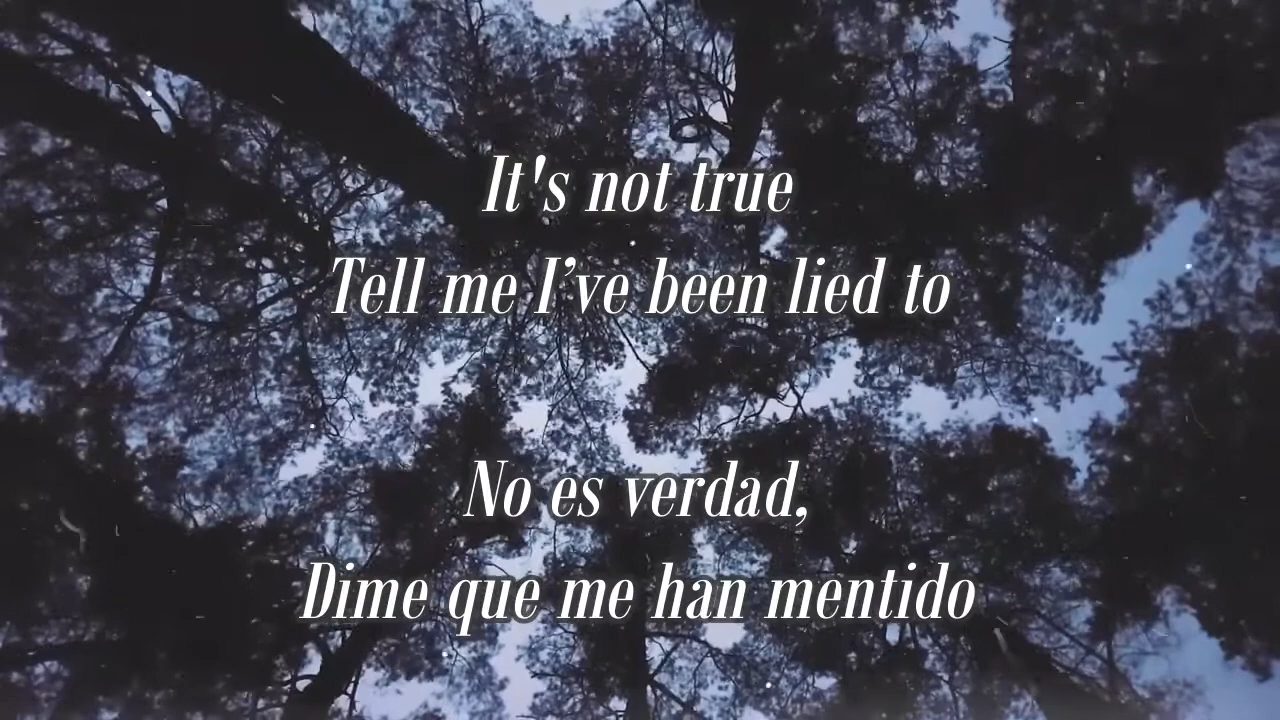 It's not true
Tell me I’ve been lied to
No es verdad,
Dime que me han mentido